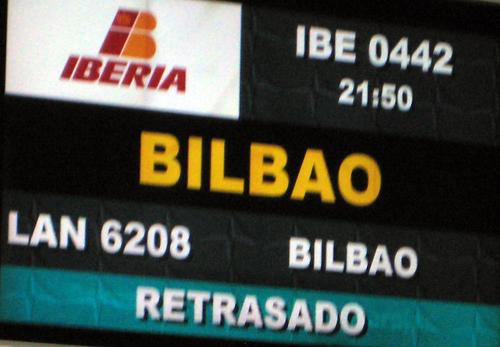 IBERIA
IBE 0442
21:50
BILBAO
LAN 6208 BILBAO
RETRASADO